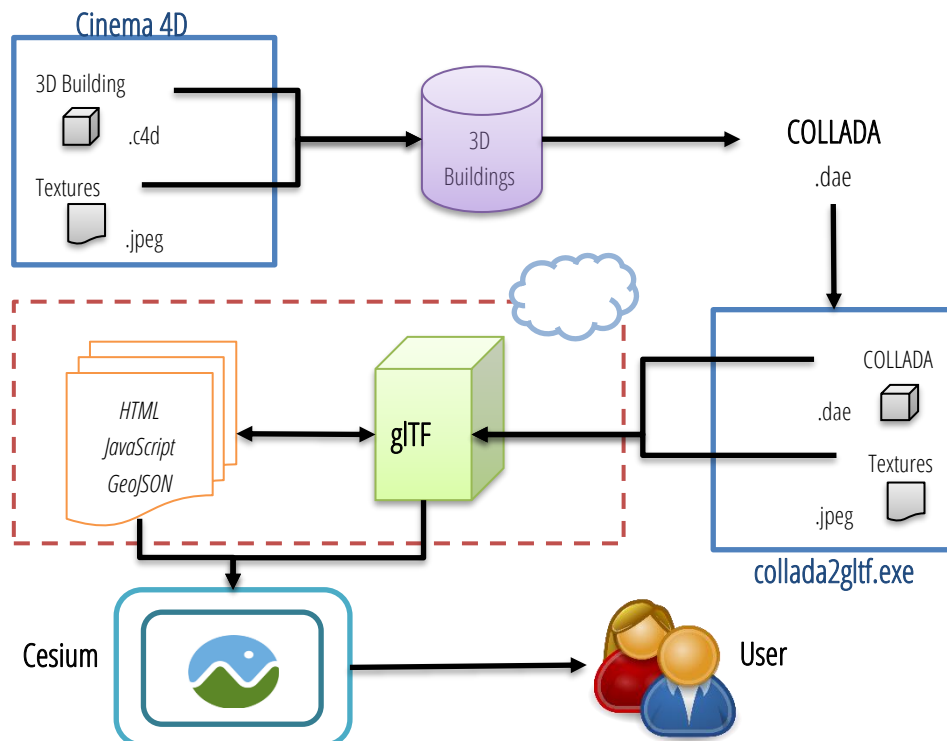 Cinema 4D
3D Building
.c4d
Textures
.jpeg
3D
Buildings
COLLADA
.dae
HTML
JavaScript
GeoJSON
glTF
COLLADA
.dae
Textures
.jpeg
collada2gltf.exe
Cesium
User